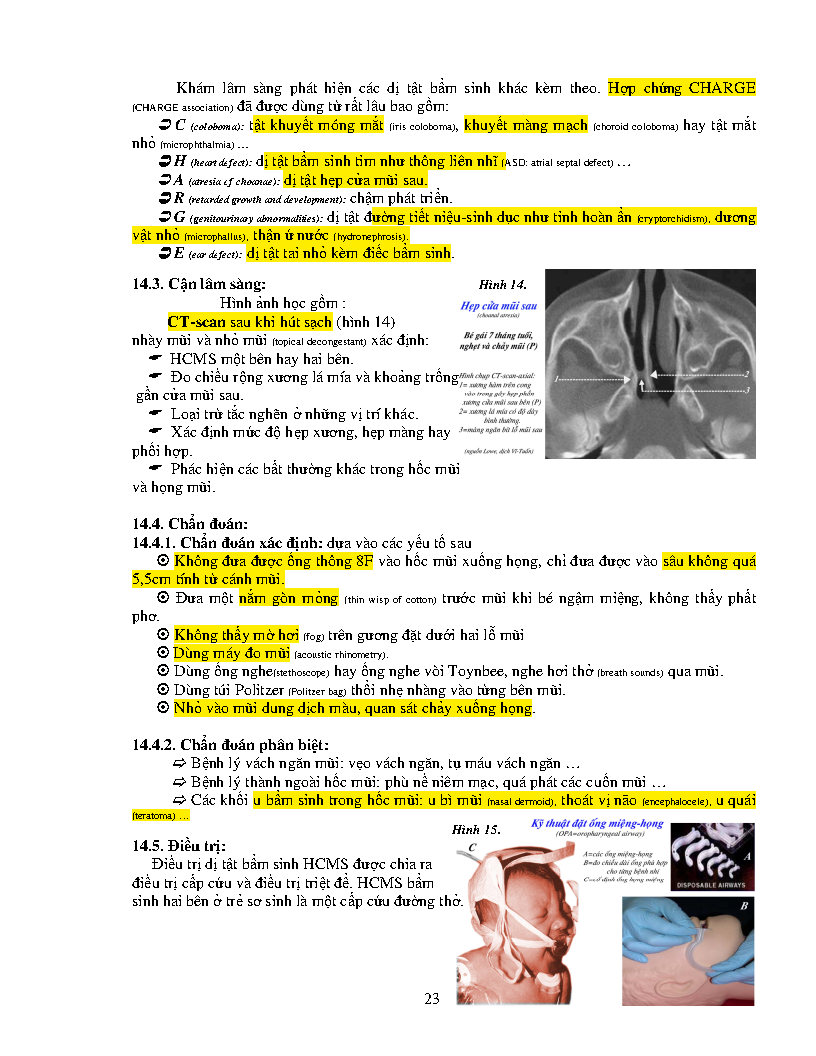 Khám lâm sàng phát hiện các dị tật bẩm sinh khác kèm theo. Hợp chứng CHARGE
(CHARGE association) đã được dùng từ rất lâu bao gồm:
➲ C (coloboma): tật khuyết móng mắt (iris coloboma), khuyết màng mạch (choroid coloboma) hay tật mắt
nhỏ (microphthalmia) …
➲ H (heart defect): dị tật bẩm sinh tim như thông liên nhĩ (ASD: atrial septal defect) …
➲ A (atresia of choanae): dị tật hẹp cửa mũi sau.
➲ R (retarded growth and development): chậm phát triển.
➲ G (genitourinary abnormalities): dị tật đường tiết niệu-sinh dục như tinh hoàn ẩn (cryptorchidism), dương
vật nhỏ (microphallus), thận ứ nước (hydronephrosis).
➲ E (ear defect): dị tật tai nhỏ kèm điếc bẩm sinh.
14.3. Cận lâm sàng:
Hình ảnh học gồm :
CT-scan sau khi hút sạch (hình 14)
nhày mũi và nhỏ mũi (topical decongestant) xác định:
☛ HCMS một bên hay hai bên.
☛ Đo chiều rộng xương lá mía và khoảng trống
gần cửa mũi sau.
☛ Loại trừ tắc nghẽn ở những vị trí khác.
☛ Xác định mức độ hẹp xương, hẹp màng hay
phối hợp.
☛ Phác hiện các bất thường khác trong hốc mũi
và họng mũi.
Hình 14.
Hẹp cửa mũi sau
(choanal atresia)
Bé gái 7 tháng tuổi,
nghẹt và chảy mũi (P)
Hình chụp CT-scan-axial:
1= xương hàm trên cong
vào trong gây hẹp phần
xương cửa mũi sau bên (P)
2= xương lá mía có độ dày
bình thường.
3=màng ngăn bít lỗ mũi sau
(nguồn Lowe, dịch VI-Tuấn)
1
2
3
14.4. Chẩn đoán:
14.4.1. Chẩn đoán xác định: dựa vào các yếu tố sau
⦿ Không đưa được ống thông 8F vào hốc mũi xuống họng, chỉ đưa được vào sâu không quá
5,5cm tính từ cánh mũi.
⦿ Đưa một nắm gòn mỏng (thin wisp of cotton) trước mũi khi bé ngậm miệng, không thấy phất
phơ.
⦿ Không thấy mờ hơi (fog) trên gương đặt dưới hai lỗ mũi
⦿ Dùng máy đo mũi (acoustic rhinometry).
⦿ Dùng ống nghe(stethoscope) hay ống nghe vòi Toynbee, nghe hơi thở (breath sounds) qua mũi.
⦿ Dùng túi Politzer (Politzer bag) thổi nhẹ nhàng vào từng bên mũi.
⦿ Nhỏ vào mũi dung dịch màu, quan sát chảy xuống họng.
14.4.2. Chẩn đoán phân biệt:
⇨ Bệnh lý vách ngăn mũi: vẹo vách ngăn, tụ máu vách ngăn …
⇨ Bệnh lý thành ngoài hốc mũi: phù nề niêm mạc, quá phát các cuốn mũi …
⇨ Các khối u bẩm sinh trong hốc mũi: u bì mũi (nasal dermoid), thoát vị não (encephalocele), u quái
(teratoma) …
14.5. Điều trị:
Điều trị dị tật bẩm sinh HCMS được chia ra
điều trị cấp cứu và điều trị triệt để. HCMS bẩm
sinh hai bên ở trẻ sơ sinh là một cấp cứu đường thở.
Hình 15.
Kỹ thuật đặt ống miệng-họng
(OPA=oropharyngeal airway)
A=các ống miệng-họng
B=đo chiều dài ống phù hợp
cho từng bệnh nhi
C=cố định ống họng miệng
C
A
DISPOSABLE AIRWAYS
B
23